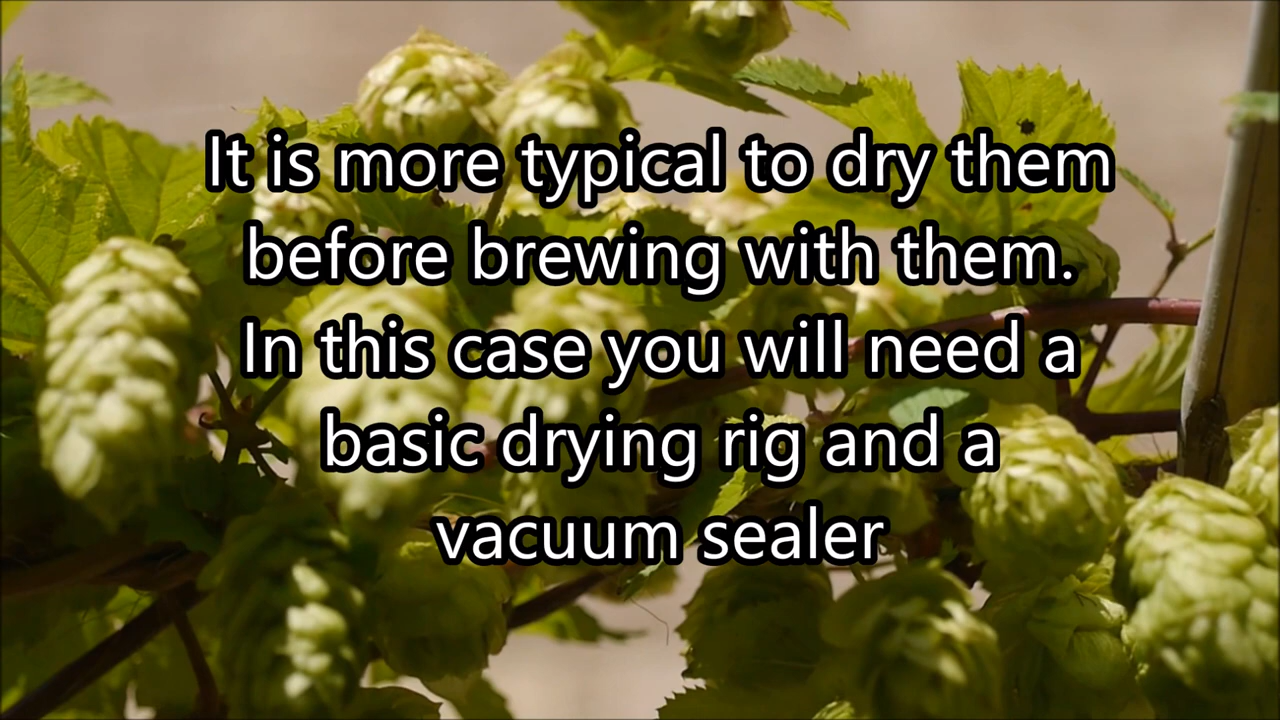 It is more typical to dry them
before brewing with them.
In this case you will need a
basic drying rig and a
vacuum sealer